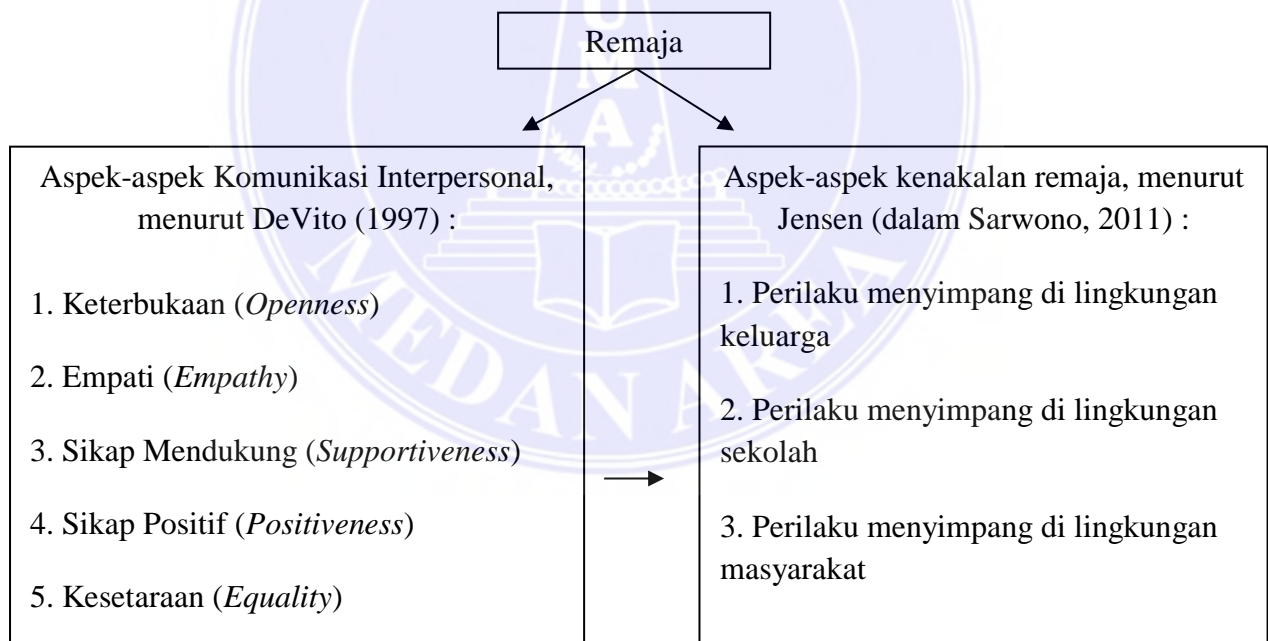 Remaja
Aspek-aspek Komunikasi Interpersonal,
menurut DeVito (1997) :
1. Keterbukaan (Openness)
2. Empati (Empathy)
3. Sikap Mendukung (Supportiveness)
4. Sikap Positif (Positiveness)
5. Kesetaraan (Equality)
Aspek-aspek kenakalan remaja, menurut
Jensen (dalam Sarwono, 2011) :
1. Perilaku menyimpang di lingkungan
keluarga
2. Perilaku menyimpang di lingkungan
sekolah
3. Perilaku menyimpang di lingkungan
masyarakat
U
M
A
MEDAN AREA